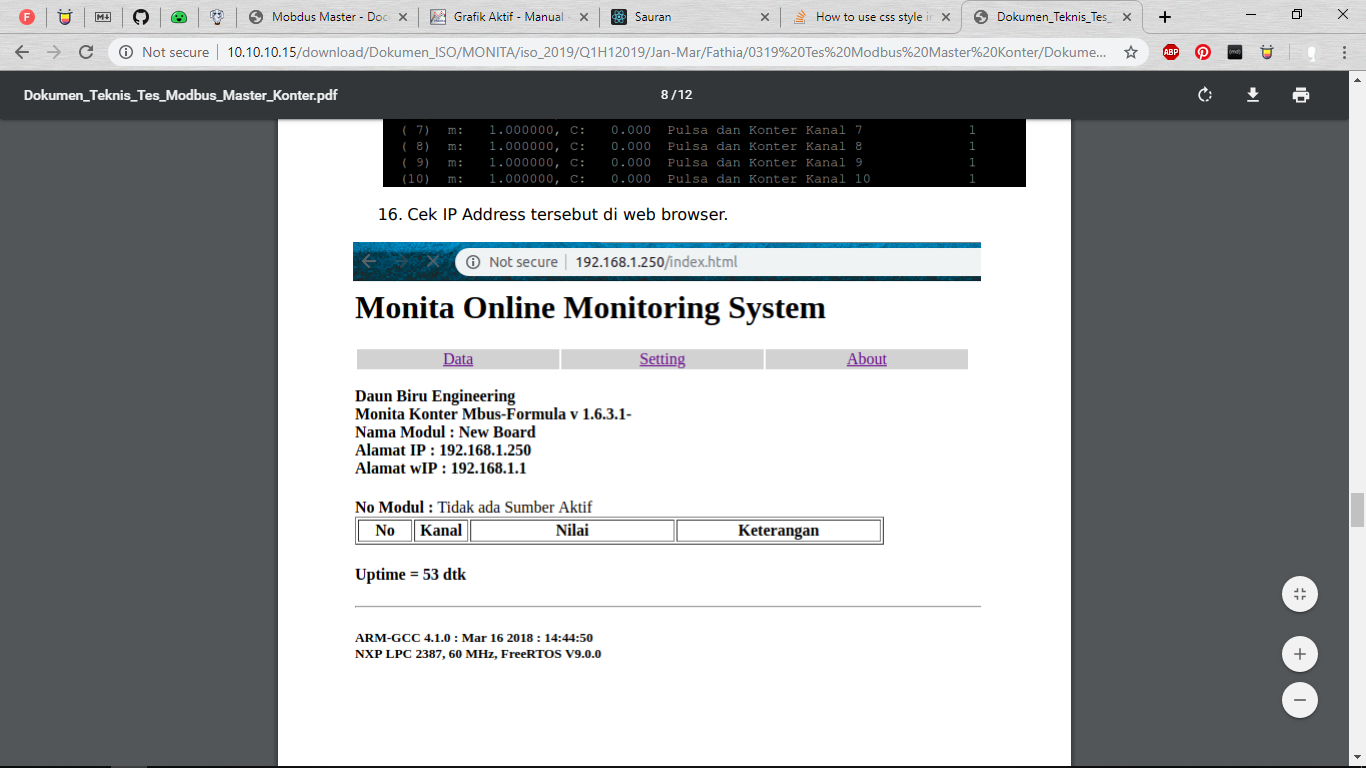 Mobdus Master - Doc
Grafik Aktif - Manual
Sauran
How to use css style i
Dokumen_Teknis_Tes_
Not secure 10.10.10.15/download/Dokumen_ISO/MONITA/iso_2019/Q1H12019/Jan-Mar/Fathia/0319%20Tes%20Modbus%20Master%20Konter/Dokume...
ABP
Dokumen_Teknis_Tes_Modbus_Master_Konter.pdf
8 / 12
( 7) m: 1.000000, C: 0.000 Pulsa dan Konter Kanal 7 1
( 8) m: 1.000000, C: 0.000 Pulsa dan Konter Kanal 8 1
( 9) m: 1.000000, C: 0.000 Pulsa dan Konter Kanal 9 1
(10) m: 1.000000, C: 0.000 Pulsa dan Konter Kanal 10 1
16. Cek IP Address tersebut di web browser.
Not secure 192.168.1.250/index.html
Monita Online Monitoring System
Data Setting About
Daun Biru Engineering
Monita Konter Mbus-Formula v 1.6.3.1-
Nama Modul : New Board
Alamat IP : 192.168.1.250
Alamat wIP : 192.168.1.1
No Modul : Tidak ada Sumber Aktif
No Kanal Nilai Keterangan
Uptime = 53 dtk
ARM-GCC 4.1.0 : Mar 16 2018 : 14:44:50
NXP LPC 2387, 60 MHz, FreeRTOS V9.0.0